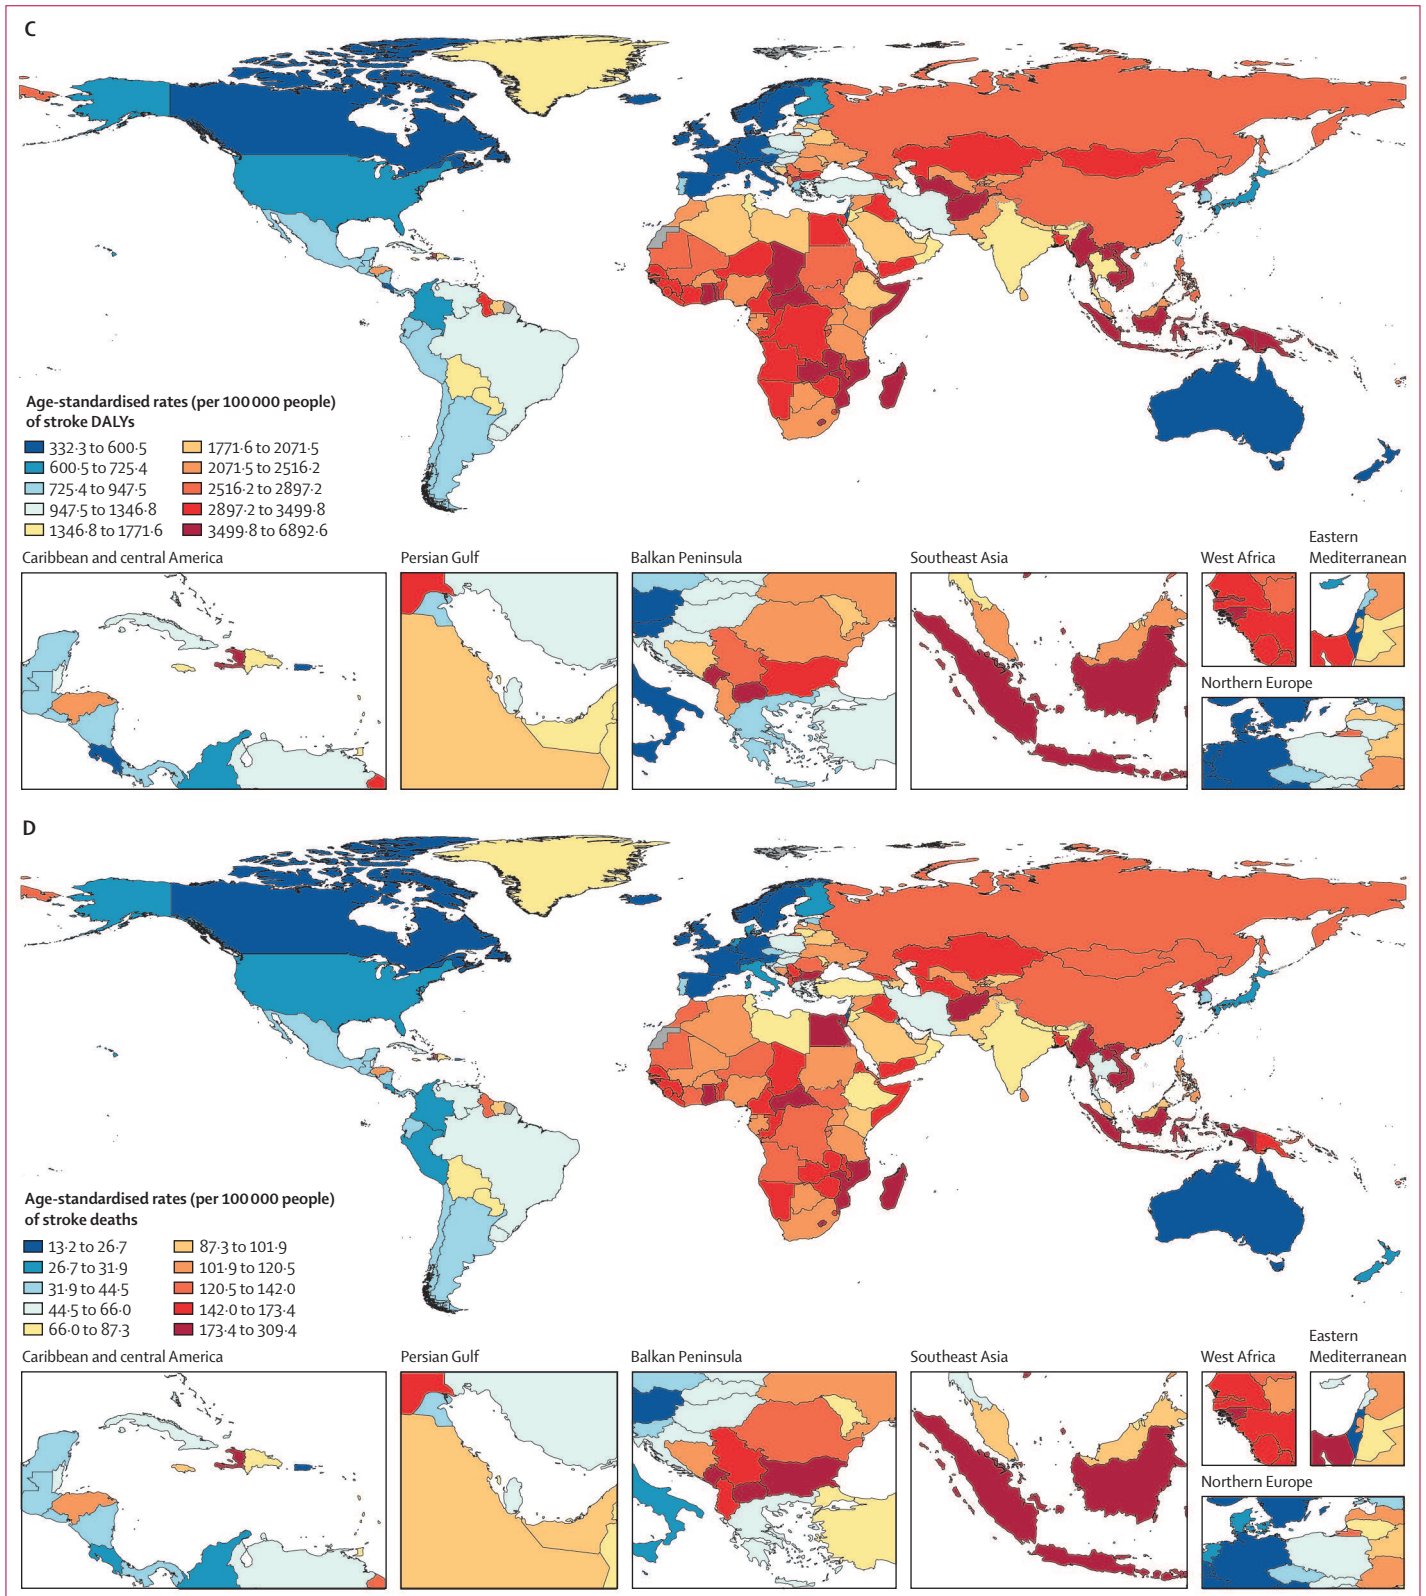 C
Age-standardised rates (per 100 000 people)
of stroke DALYs
332·3 to 600·5
600·5 to 725·4
725·4 to 947·5
947·5 to 1346·8
1346·8 to 1771·6
1771·6 to 2071·5
2071·5 to 2516·2
2516·2 to 2897·2
2897·2 to 3499·8
3499·8 to 6892·6
Caribbean and central America
Persian Gulf
Balkan Peninsula
Southeast Asia
West Africa
Eastern
Mediterranean
Northern Europe
D
Age-standardised rates (per 100 000 people)
of stroke deaths
13·2 to 26·7
26·7 to 31·9
31·9 to 44·5
44·5 to 66·0
66·0 to 87·3
87·3 to 101·9
101·9 to 120·5
120·5 to 142·0
142·0 to 173·4
173·4 to 309·4
Caribbean and central America
Persian Gulf
Balkan Peninsula
Southeast Asia
West Africa
Eastern
Mediterranean
Northern Europe